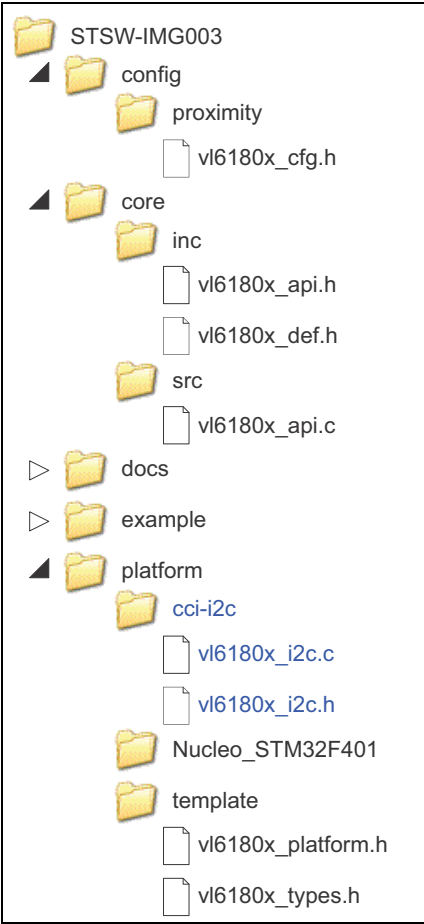 STSW-IMG003
config
proximity
vl6180x_cfg.h
core
inc
vl6180x_api.h
vl6180x_def.h
src
vl6180x_api.c
docs
example
platform
cci-i2c
vl6180x_i2c.c
vl6180x_i2c.h
Nucleo_STM32F401
template
vl6180x_platform.h
vl6180x_types.h